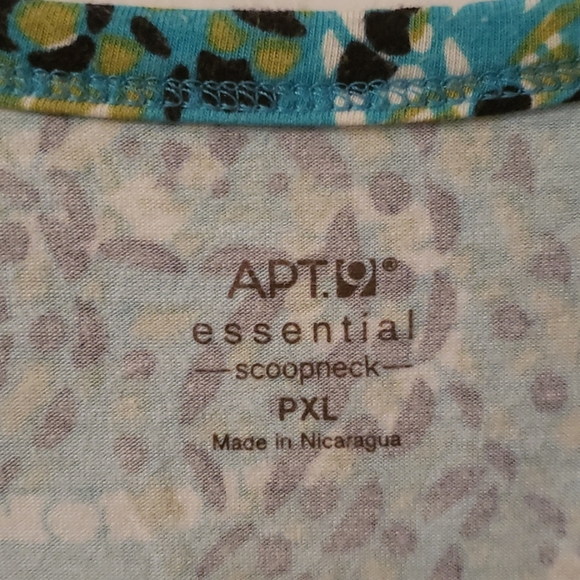 APT.9®
essential
scoopneck
PXL
Made in Nicaragua